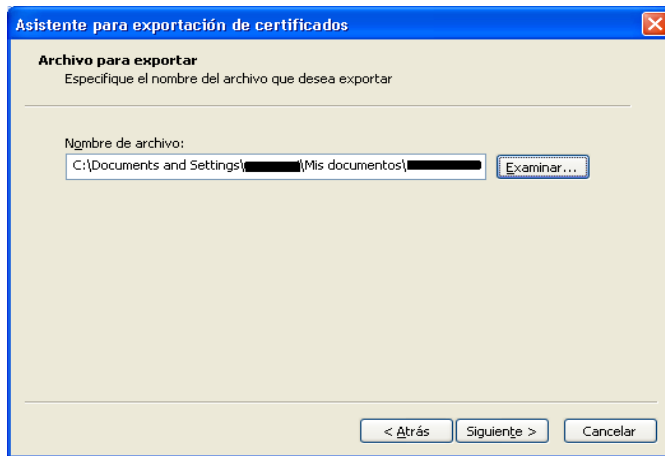 Asistente para exportación de certificados
Archivo para exportar
Especifique el nombre del archivo que desea exportar
Nombre de archivo:
C:\Documents and Settings\ \Mis documentos\
Examinar...
< Atrás
Siguiente >
Cancelar